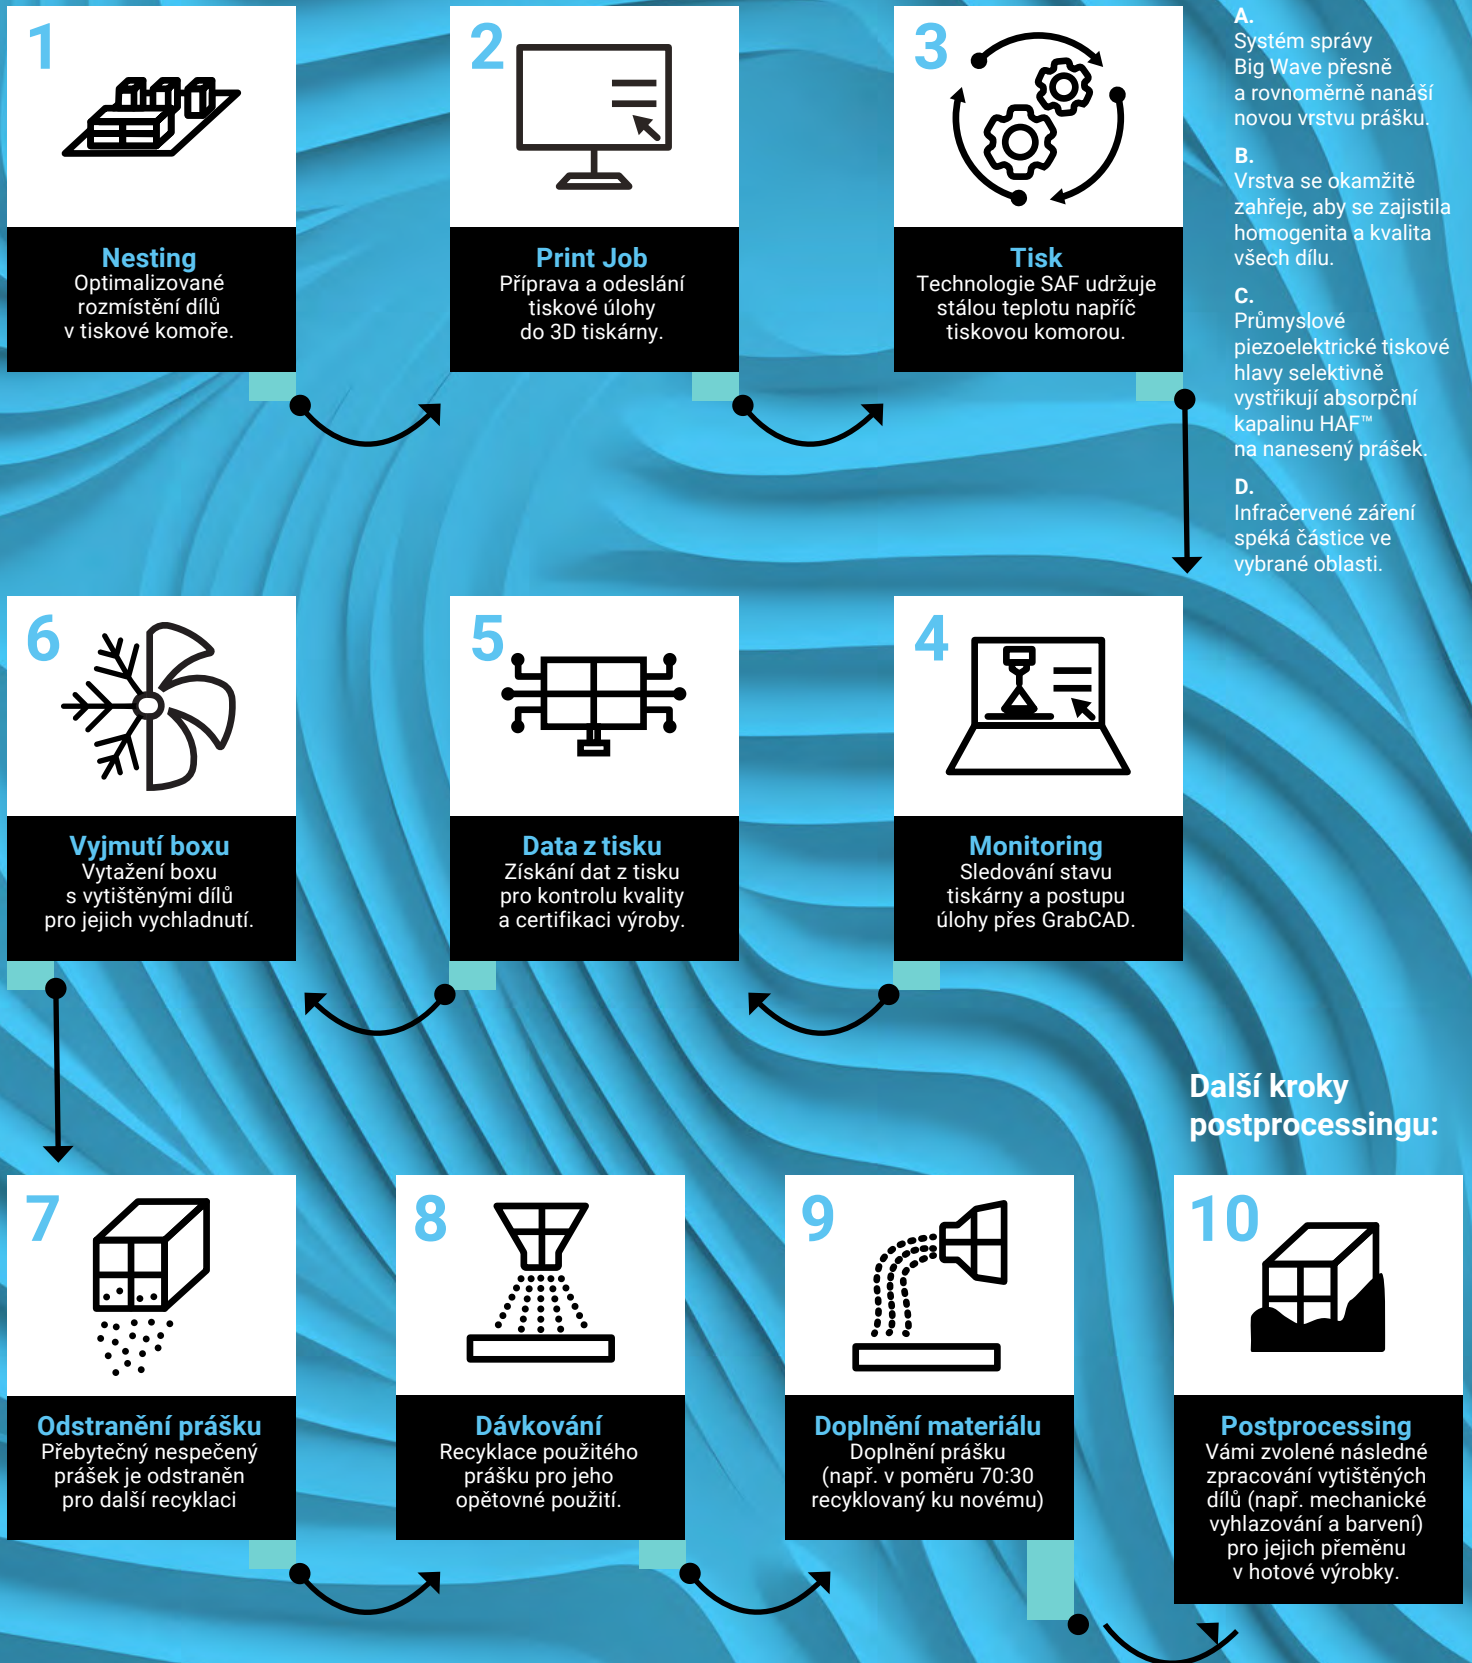 1
Nesting
Optimalizované
rozmístění dílů
v tiskové komoře.
2
Print Job
Příprava a odeslání
tiskové úlohy
do 3D tiskárny.
3
Tisk
Technologie SAF udržuje
stálou teplotu napříč
tiskovou komorou.
A.
Systém správy
Big Wave přesně
a rovnoměrně nanáší
novou vrstvu prášku.
B.
Vrstva se okamžitě
zahřeje, aby se zajistila
homogenita a kvalita
všech dílu.
C.
Průmyslové
piezoelektrické tiskové
hlavy selektivně
vystřikují absorpční
kapalinu HAF™
na nanesený prášek.
D.
Infračervené záření
spéká částice ve
vybrané oblasti.
4
Monitoring
Sledování stavu
tiskárny a postupu
úlohy přes GrabCAD.
5
Data z tisku
Získání dat z tisku
pro kontrolu kvality
a certifikaci výroby.
6
Vyjmutí boxu
Vytažení boxu
s vytištěnými dílů
pro jejich vychladnutí.
7
Odstranění prášku
Přebytečný nespečený
prášek je odstraněn
pro další recyklaci
8
Dávkování
Recyklace použitého
prášku pro jeho
opětovné použití.
9
Doplnění materiálu
Doplnění prášku
(např. v poměru 70:30
recyklovaný ku novému)
Další kroky
postprocessingu:
10
Postprocessing
Vámi zvolené následné
zpracování vytištěných
dílů (např. mechanické
vyhlazování a barvení)
pro jejich přeměnu
v hotové výrobky.